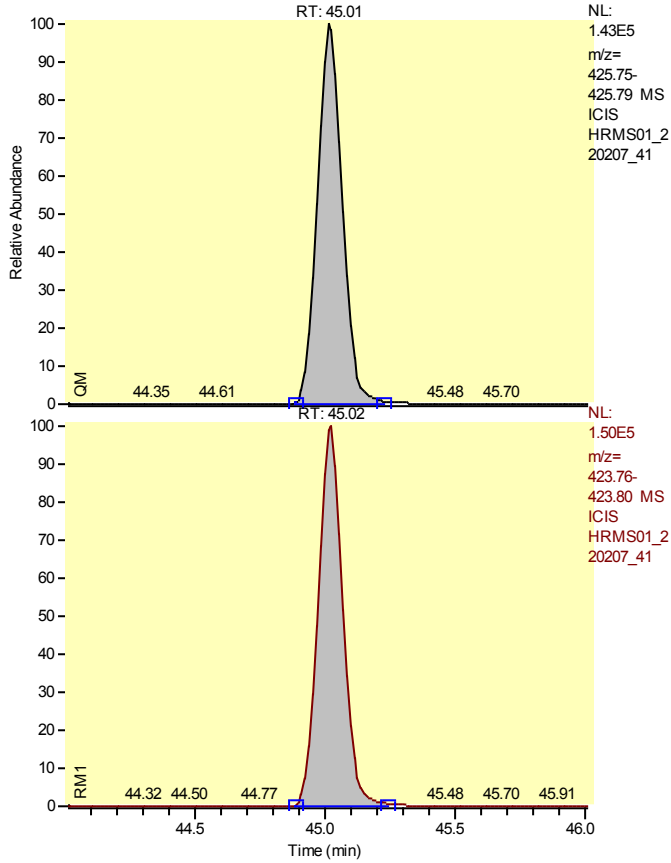 RT: 45.01
100
90
80
70
60
50
40
30
20
10
0
Relative Abundance
QM
44.35 44.61 45.48 45.70
NL:
1.43E5
m/z=
425.75-
425.79 MS
ICIS
HRMS01_2
20207_41
RT: 45.02
100
90
80
70
60
50
40
30
20
10
0
RM1
44.32 44.50 44.77 45.48 45.70 45.91
NL:
1.50E5
m/z=
423.76-
423.80 MS
ICIS
HRMS01_2
20207_41
44.5 45.0 45.5 46.0
Time (min)